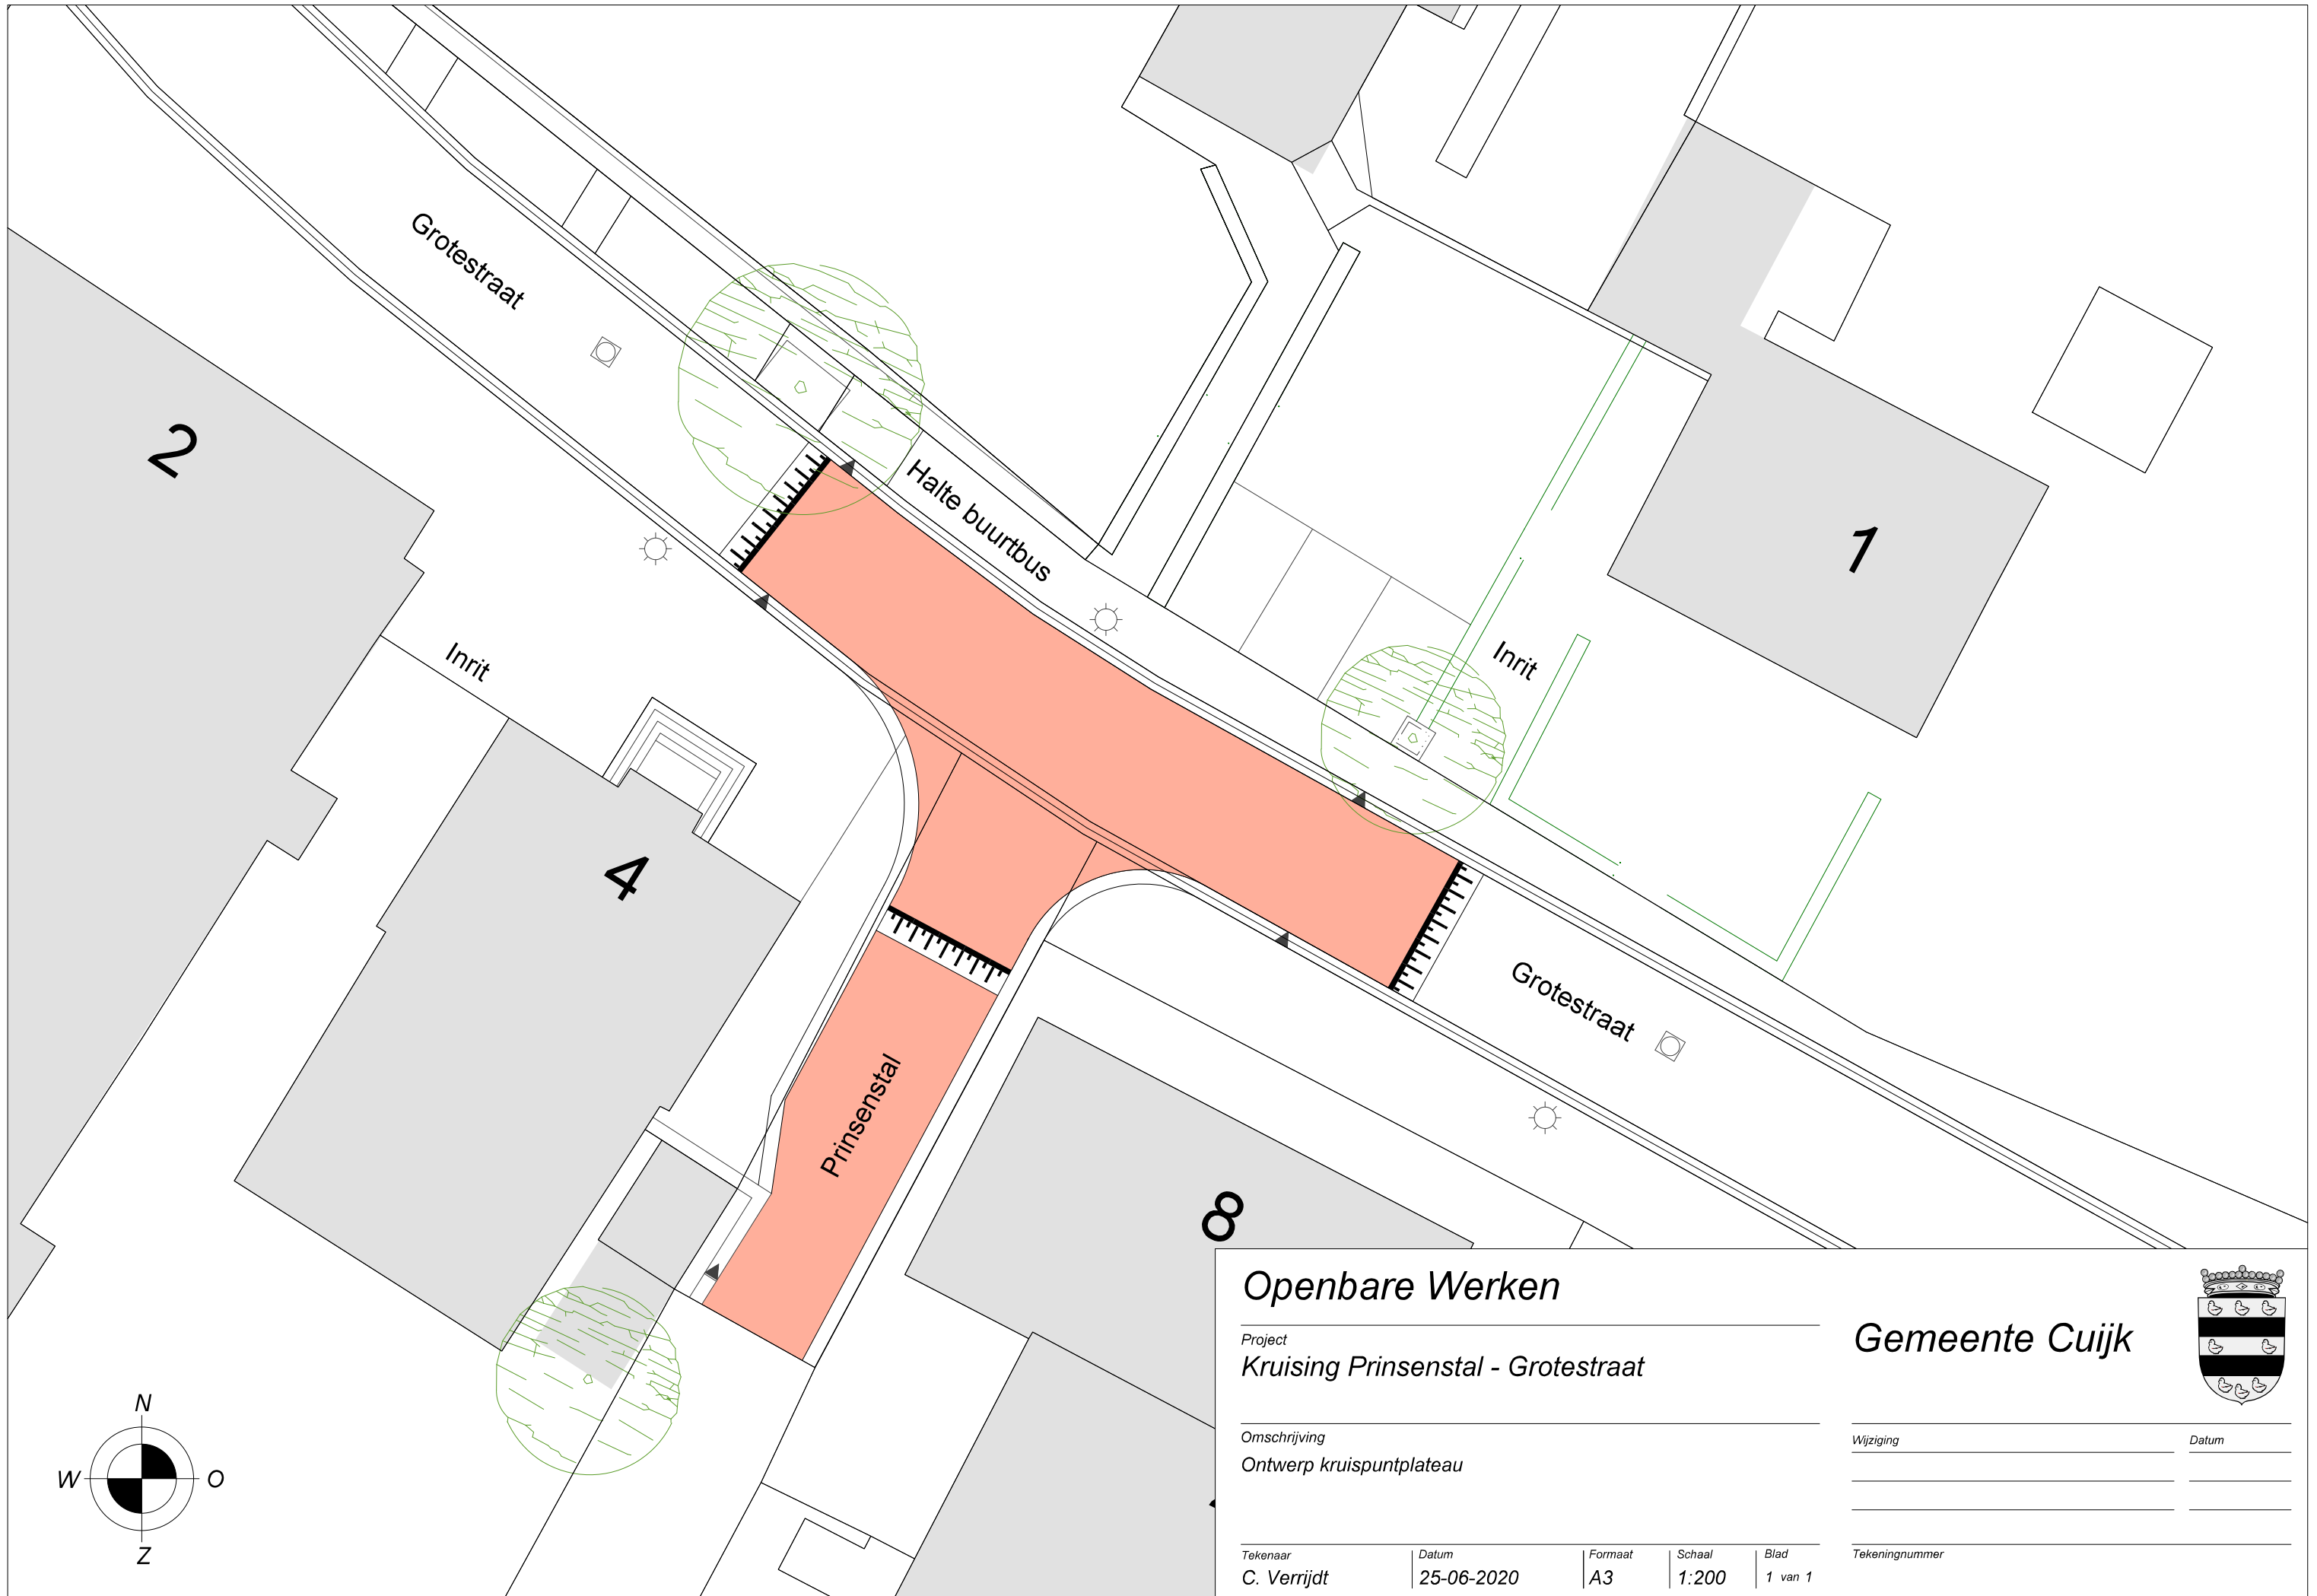 Grotestraat
2
Halte buurtbus
1
Inrit
Inrit
4
Grotestraat
Prinsenstal
8
N
W
O
Z
Openbare Werken
Project
Kruising Prinsenstal - Grotestraat
Omschrijving
Ontwerp kruispuntplateau
Tekenaar
C. Verrijdt
Datum
25-06-2020
Formaat
A3
Schaal
1:200
Blad
1 van 1
Gemeente Cuijk
Wijziging
Datum
Tekeningnummer